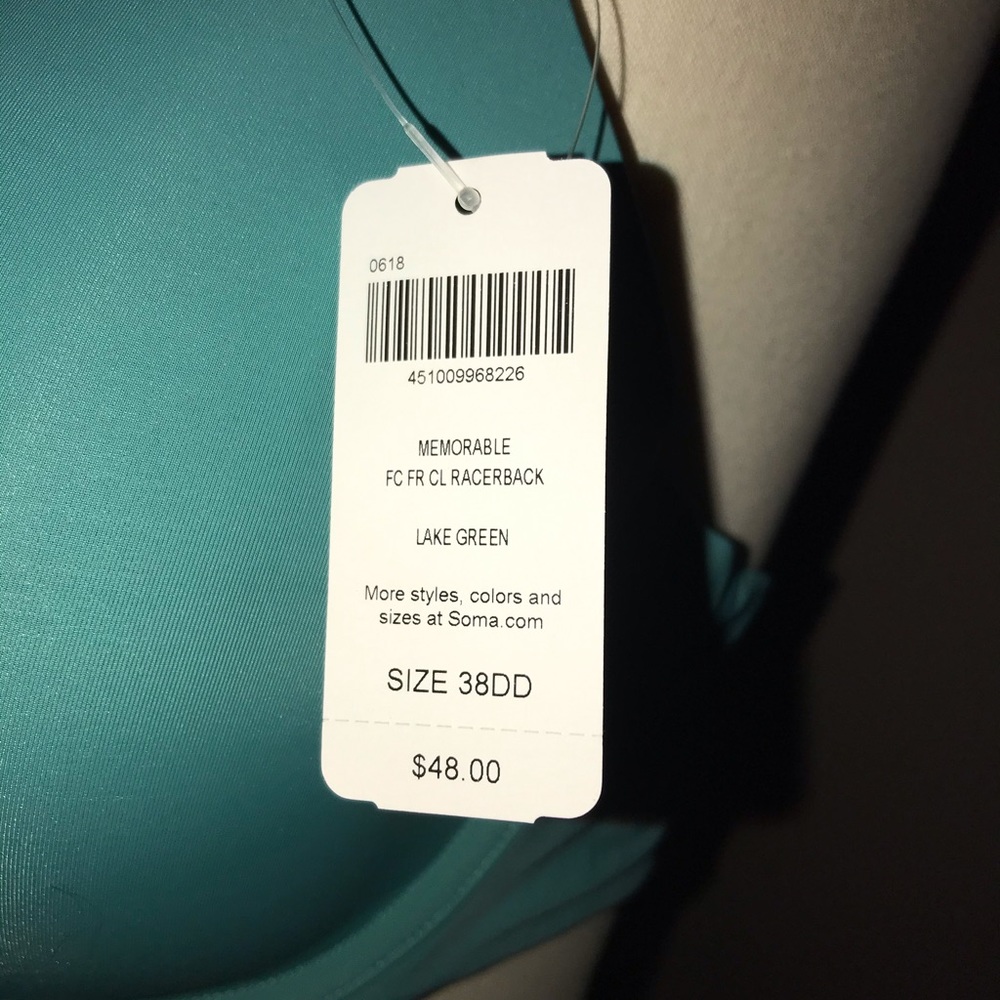 0618
451009968226
MEMORABLE
FC FR CL RACERBACK
LAKE GREEN
More styles, colors and
sizes at Soma.com
SIZE 38DD
$48.00